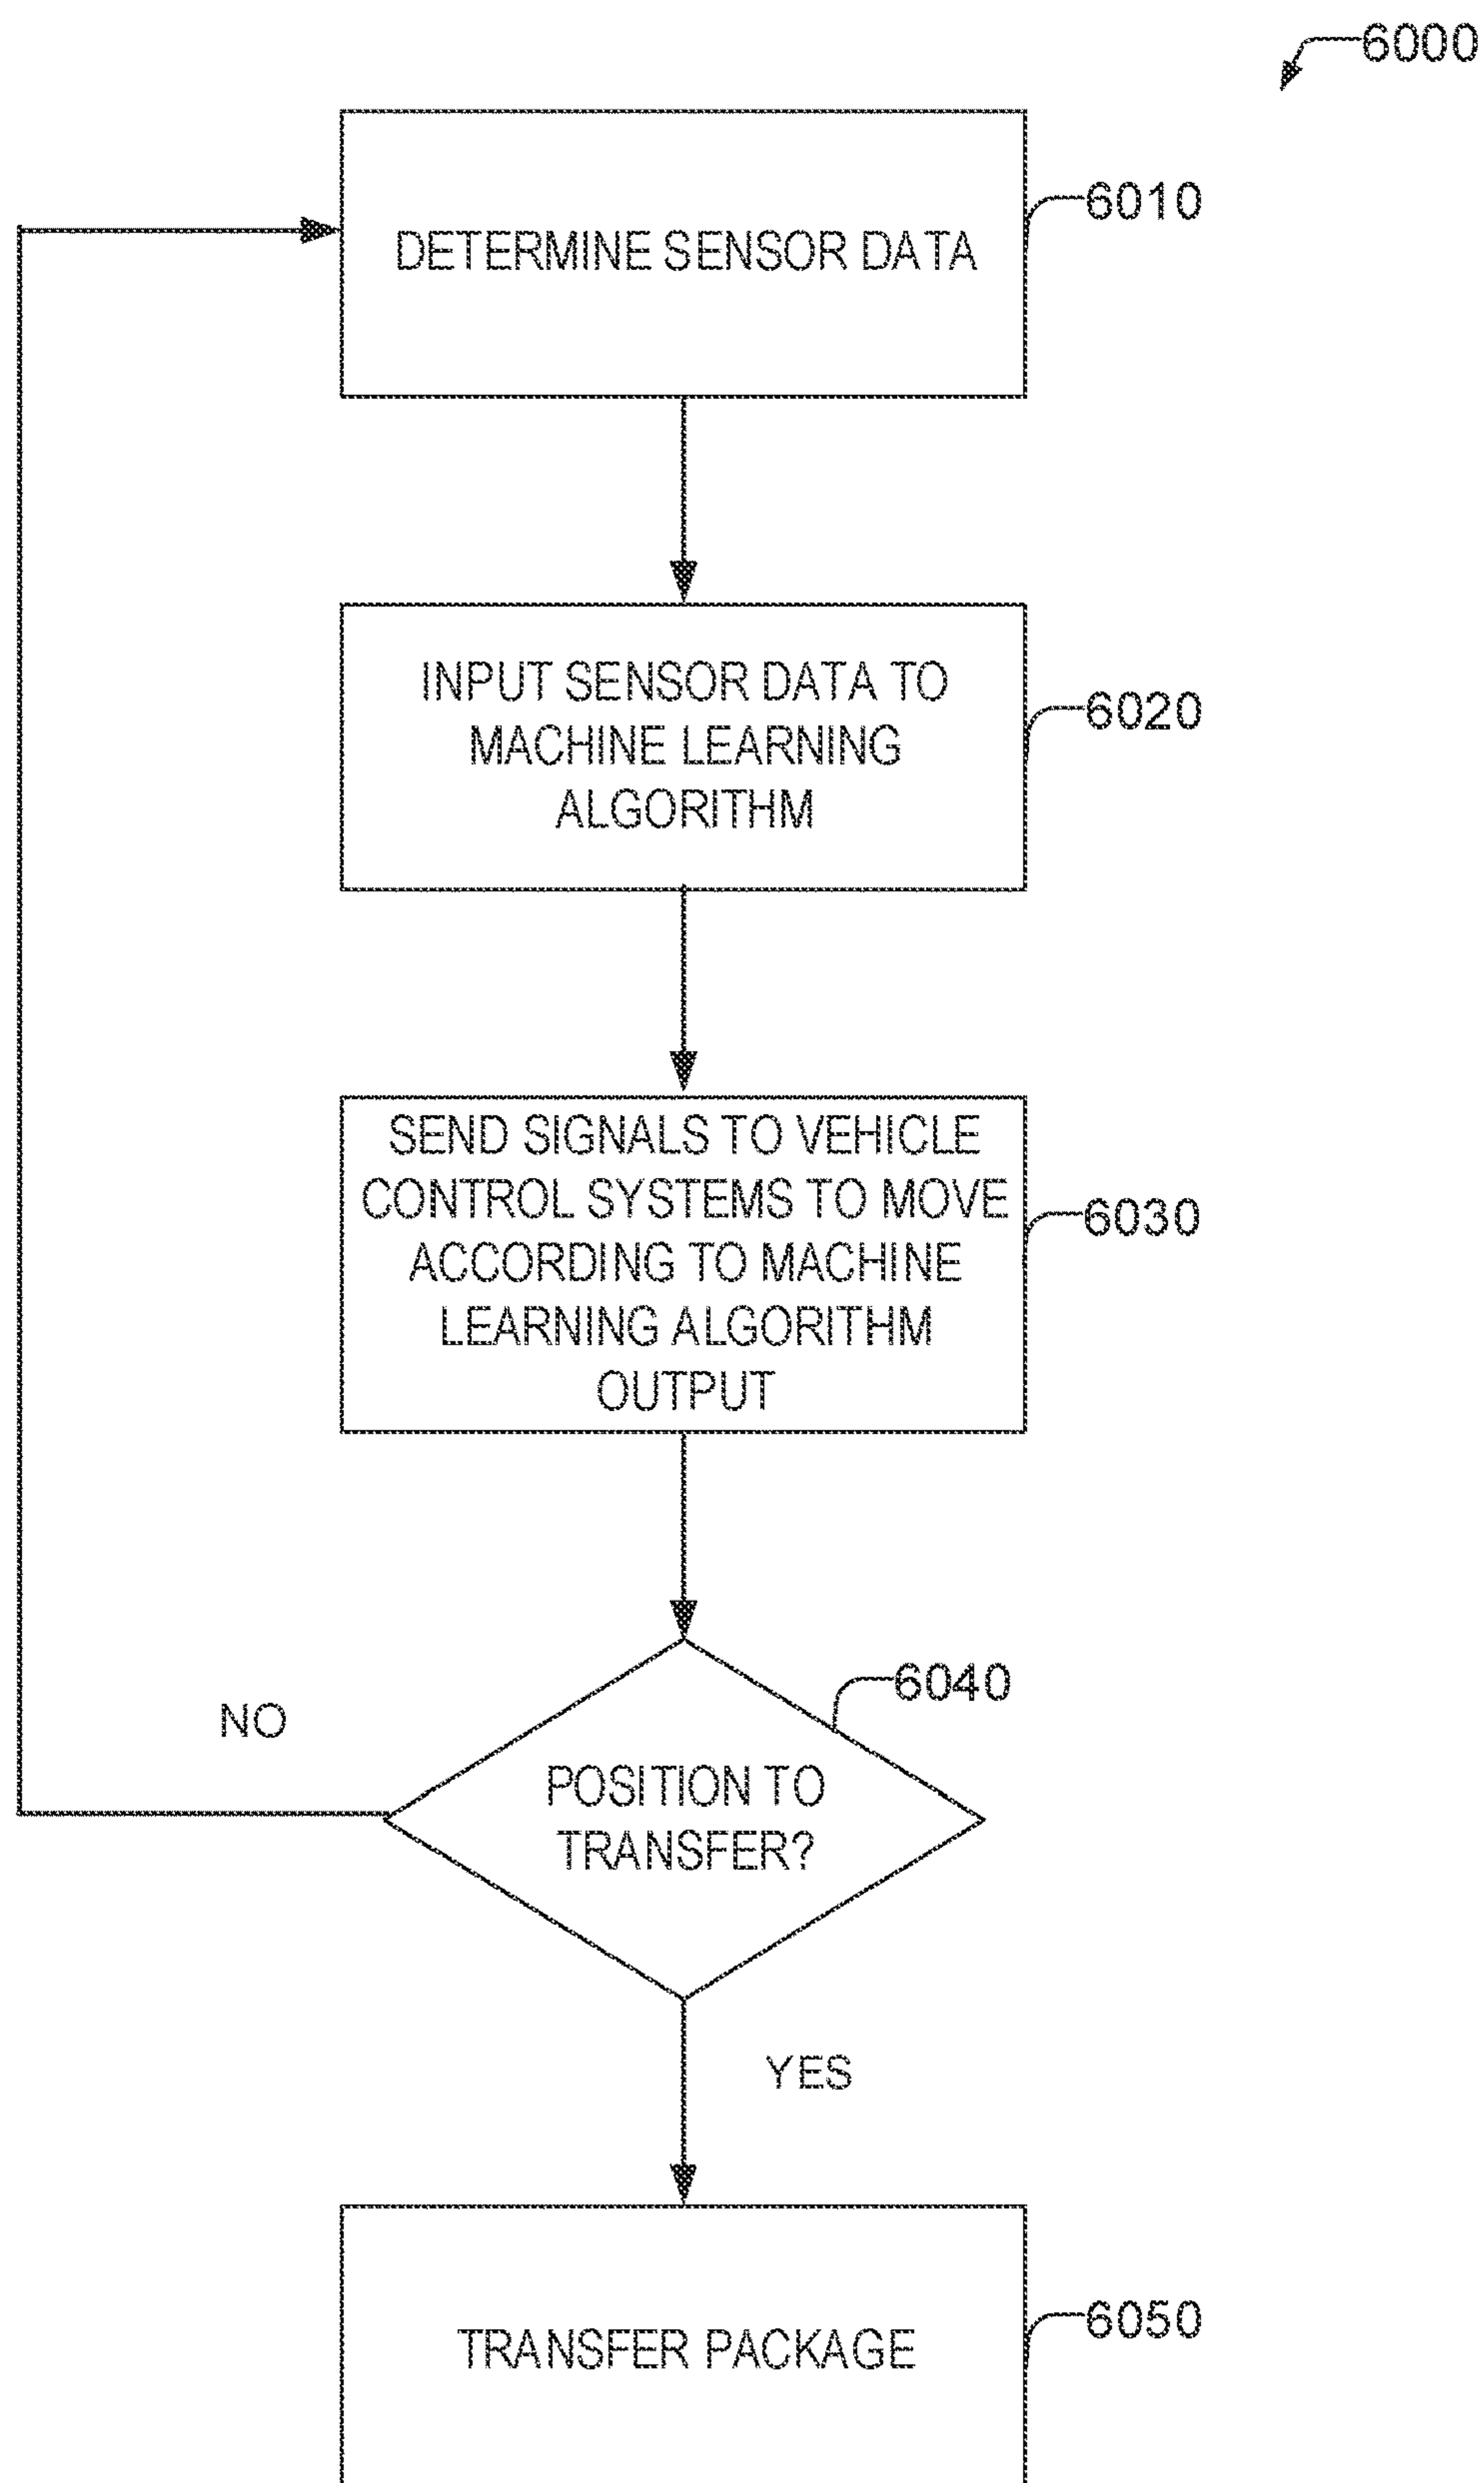 6000
DETERMINE SENSOR DATA
6010
INPUT SENSOR DATA TO
MACHINE LEARNING
ALGORITHM
6020
SEND SIGNALS TO VEHICLE
CONTROL SYSTEMS TO MOVE
ACCORDING TO MACHINE
LEARNING ALGORITHM
OUTPUT
6030
6040
NO
POSITION TO
TRANSFER?
YES
TRANSFER PACKAGE
6050